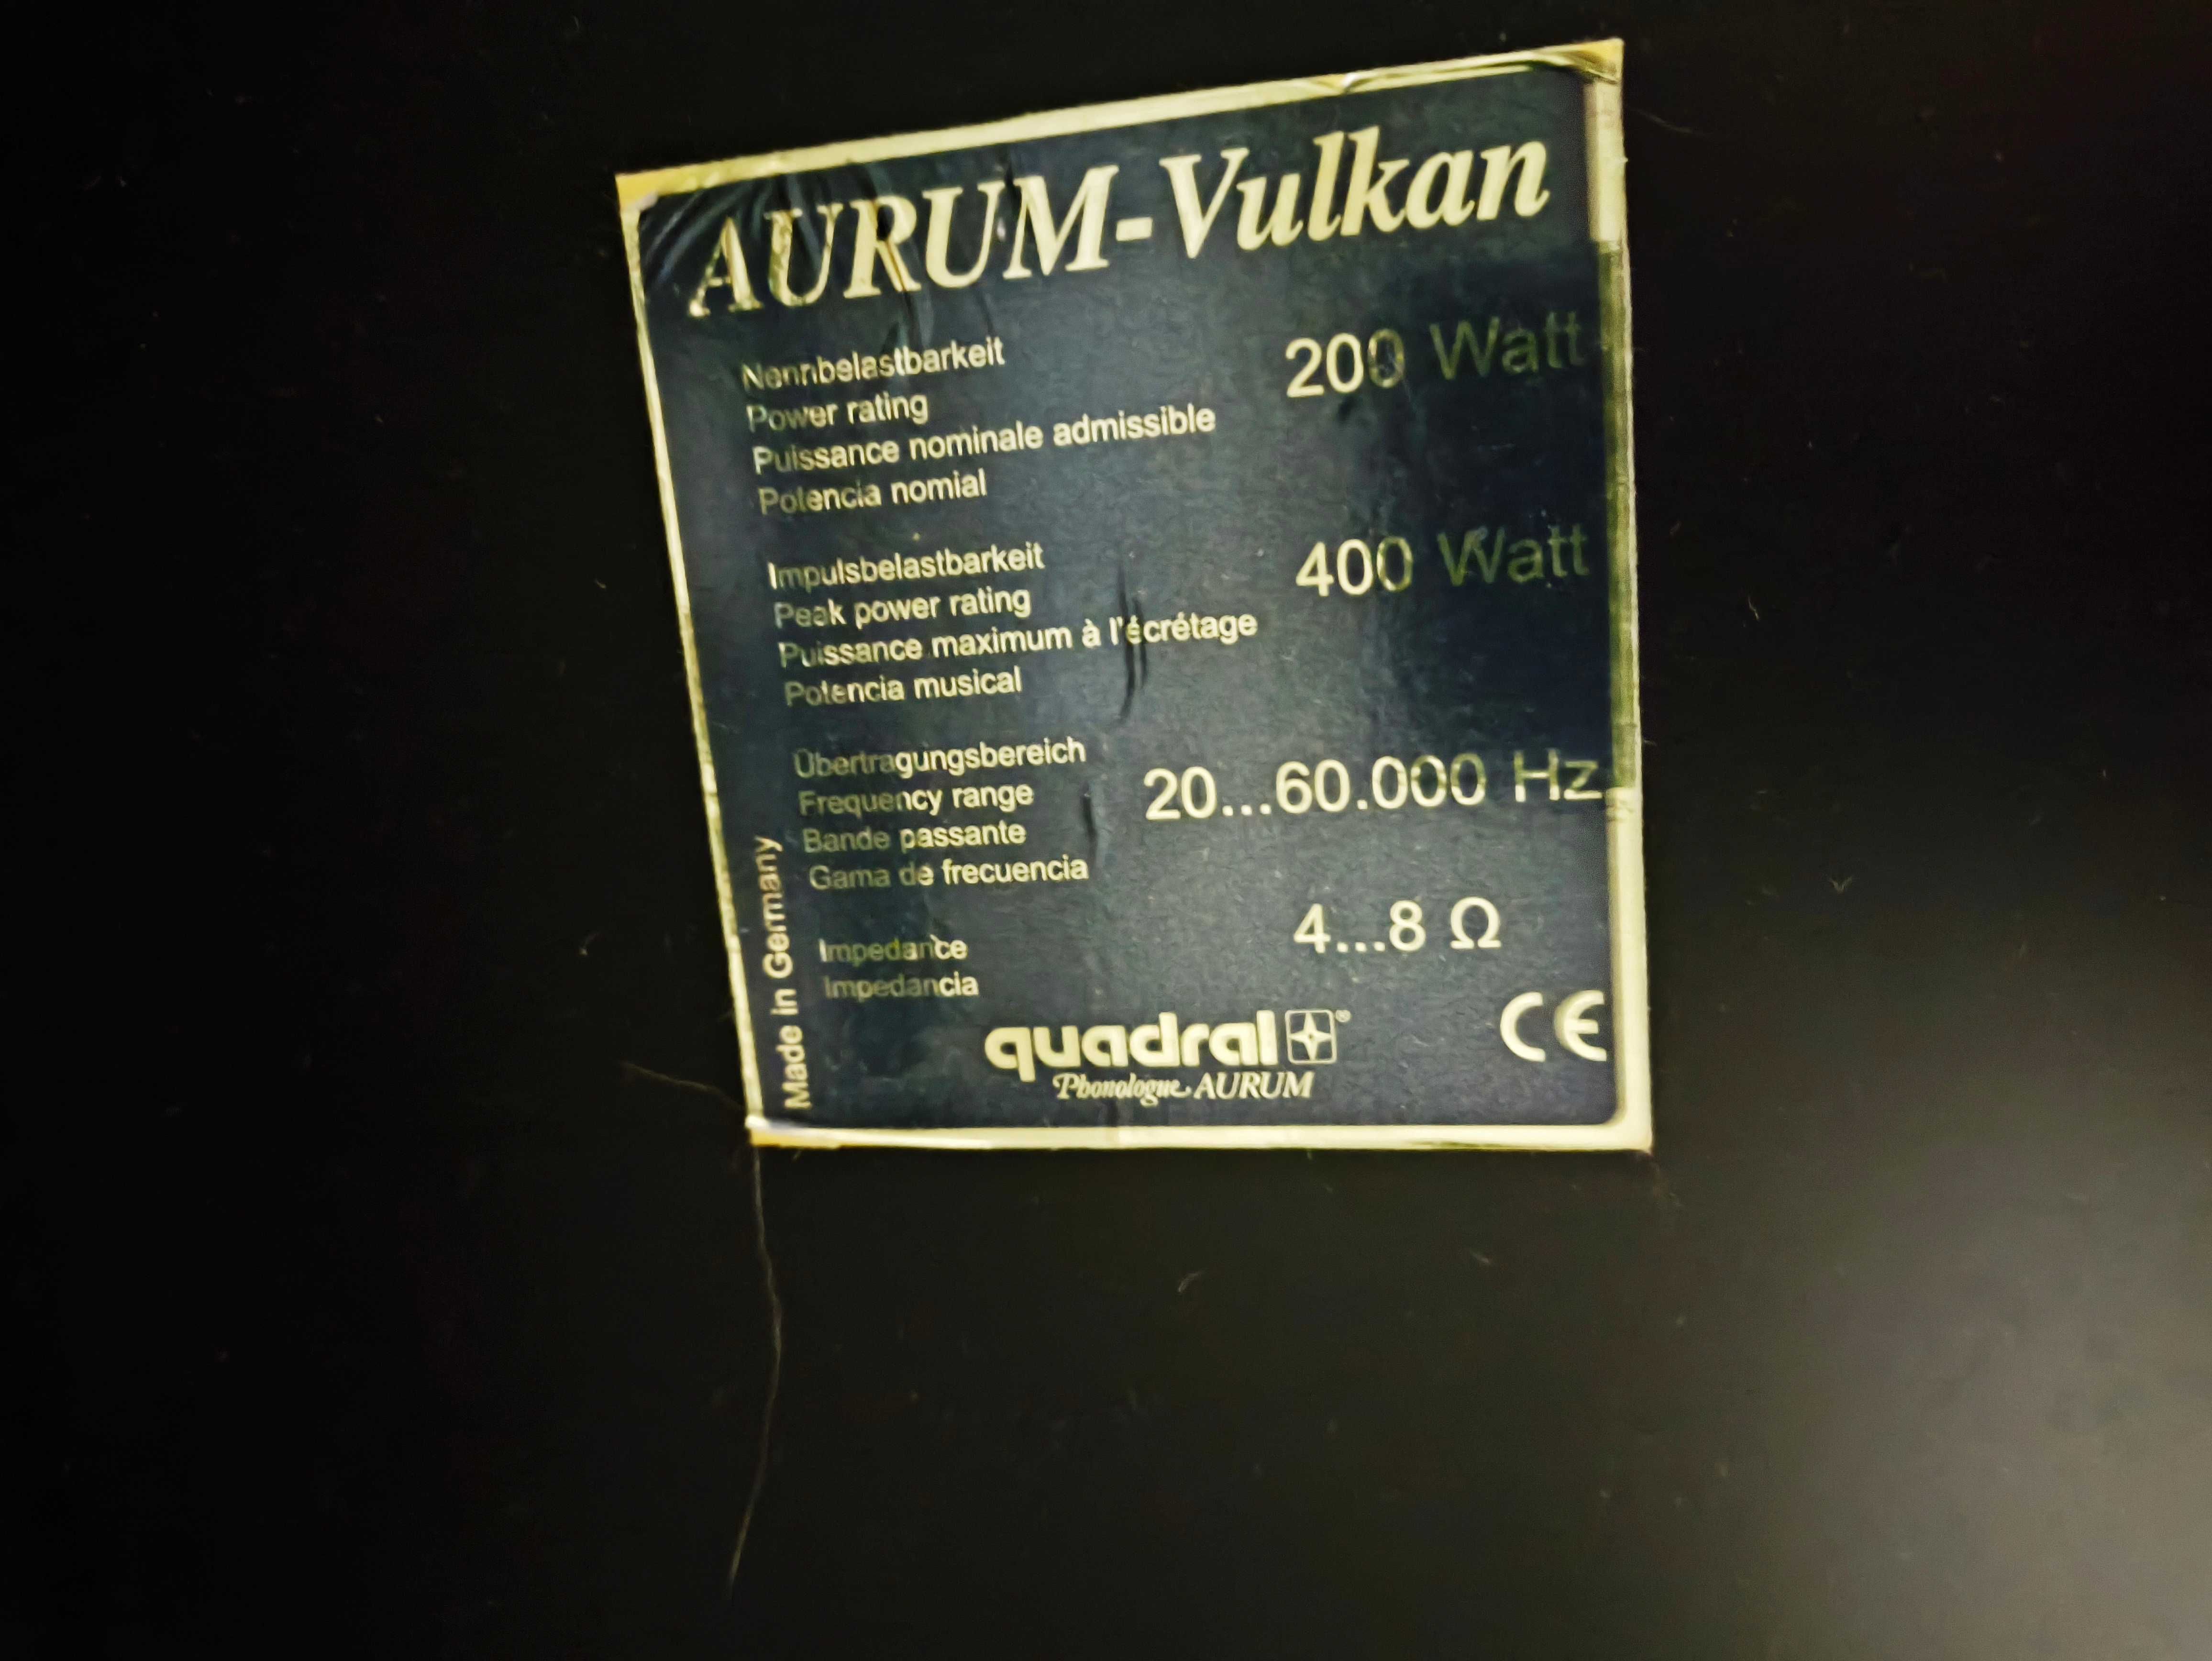 AURUM-Vulkan
Nennbelastbarkeit
Power rating
Puissance nominale admissible
Potencia nomial
200 Watt
Impulsbelastbarkeit
Peak power rating
Puissance maximum à l'écrétage
Potencia musical
400 Watt
Übertragungsbereich
Frequency range
Bande passante
Gama de frecuencia
20...60.000 Hz
Impedance
Impedancia
4...8 Ω
Made in Germany
quadral®
Phonologue AURUM
CE